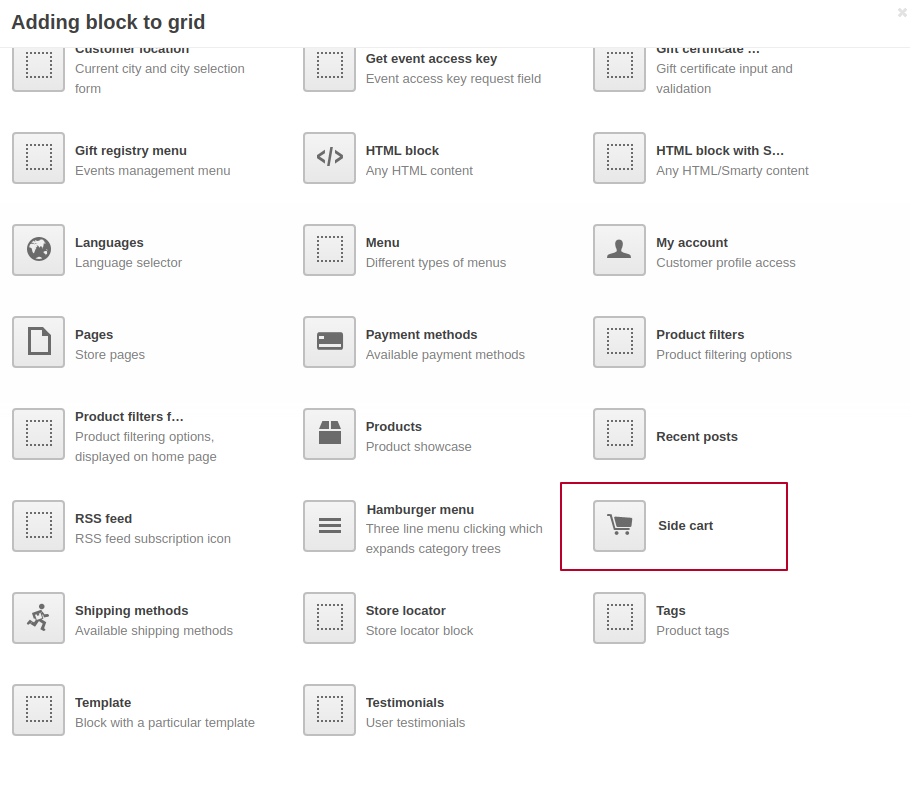 Adding block to grid
Customer location
Current city and city selection
form
Get event access key
Event access key request field
Gift certificate ...
Gift certificate input and
validation
Gift registry menu
Events management menu
HTML block
Any HTML content
HTML block with S...
Any HTML/Smarty content
Languages
Language selector
Menu
Different types of menus
My account
Customer profile access
Pages
Store pages
Payment methods
Available payment methods
Product filters
Product filtering options
Product filters f...
Product filtering options,
displayed on home page
Products
Product showcase
Recent posts
RSS feed
RSS feed subscription icon
Hamburger menu
Three line menu clicking which
expands category trees
Side cart
Shipping methods
Available shipping methods
Store locator
Store locator block
Tags
Product tags
Template
Block with a particular template
Testimonials
User testimonials